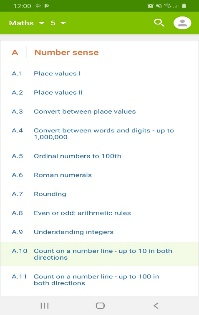 12:00
Maths 5
A Number sense
A.1 Place values I
A.2 Place values II
A.3 Convert between place values
A.4 Convert between words and digits - up to
1,000,000
A.5 Ordinal numbers to 100th
A.6 Roman numerals
A.7 Rounding
A.8 Even or odd: arithmetic rules
A.9 Understanding integers
A.10 Count on a number line - up to 10 in both
directions
A.11 Count on a number line - up to 100 in
both directions